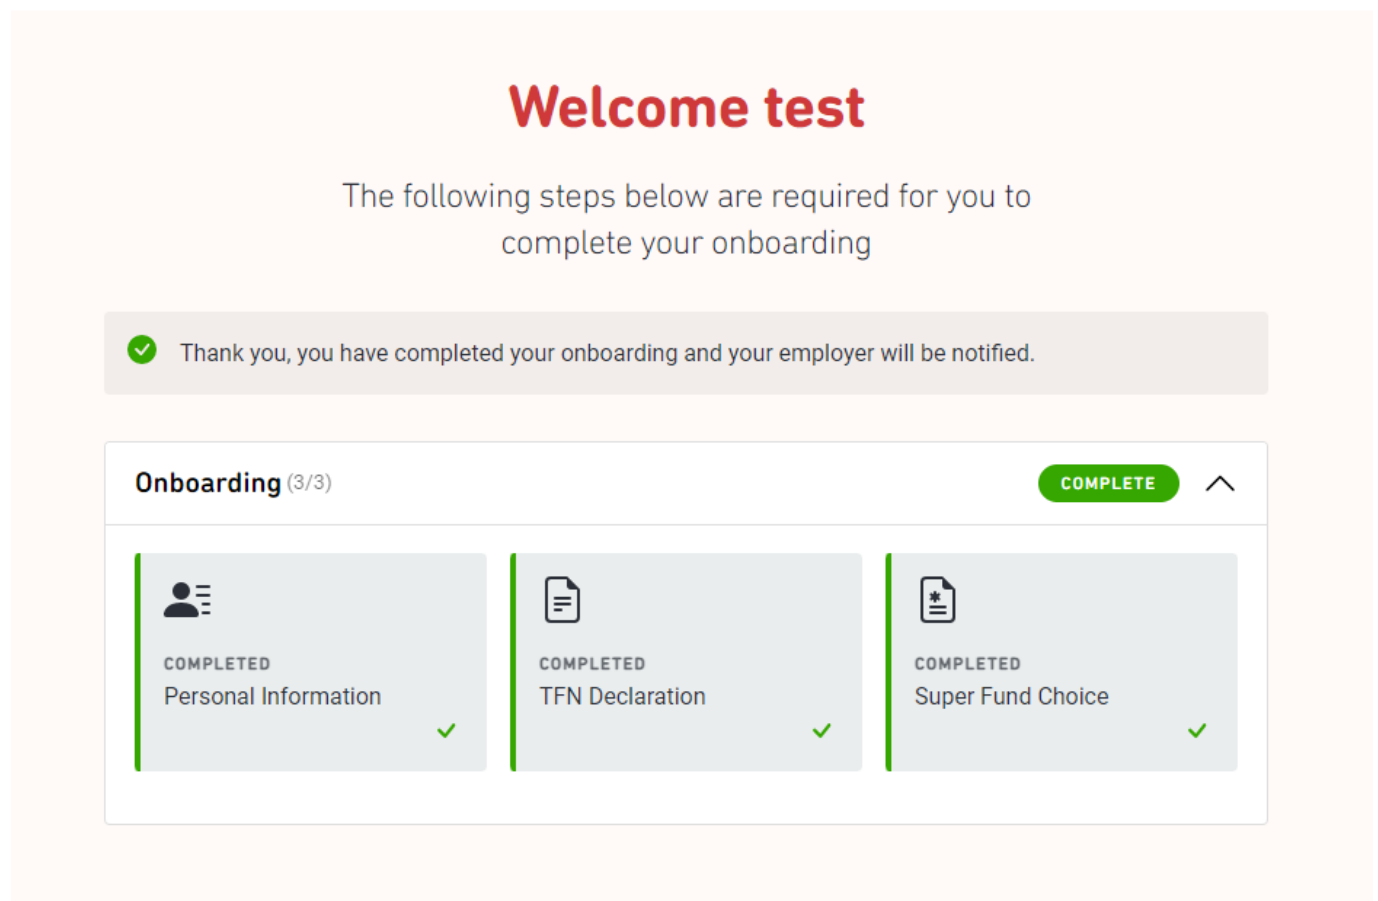 Welcome test
The following steps below are required for you to
complete your onboarding
Thank you, you have completed your onboarding and your employer will be notified.
Onboarding (3/3)
COMPLETE
COMPLETED
Personal Information
COMPLETED
TFN Declaration
COMPLETED
Super Fund Choice